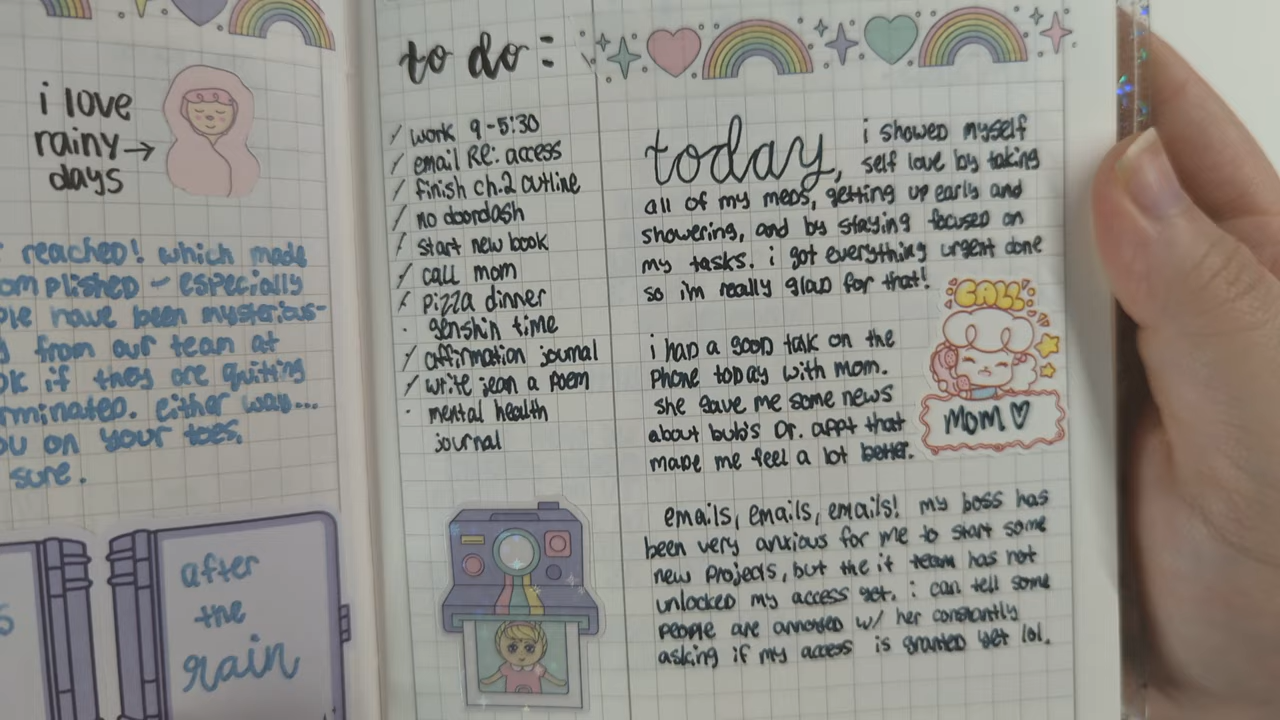 i love
rainy →
days
reached! which made
omplished - especially
ple have been mysterious-
from our team at
ok if they are quiting
rminated. either way...
ou on your toes,
sure.
after
the
rain
to do:
/ work 9-5:30
/ email RE: access
/ finish ch.2 outline
/ no doordash
/ start new book
/ call mom
/ pizza dinner
· genshin time
/ affirmation journal
/ write jean a poem
· mental health
journal
today, i showed myself
self love by taking
all of my meds, getting up early and
showering, and by staying focused on
my tasks. i got everything urgent done
so i'm really glad for that!
i had a good talk on the
phone today with mom.
she gave me some news
about bub's Dr. appt that
made me feel a lot better.
CALL
Mom ♡
emails, emails, emails! my boss has
been very anxious for me to start some
new projects, but the it team has not
unlocked my access yet. i can tell some
people are annoyed w/ her constantly
asking if my access is granted yet lol.